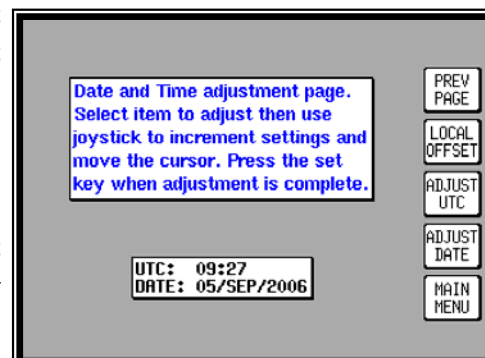 Date and Time adjustment page.
Select item to adjust then use
joystick to increment settings and
move the cursor. Press the set
key when adjustment is complete.
UTC: 09:27
DATE: 05/SEP/2006
PREV
PAGE
LOCAL
OFFSET
ADJUST
UTC
ADJUST
DATE
MAIN
MENU